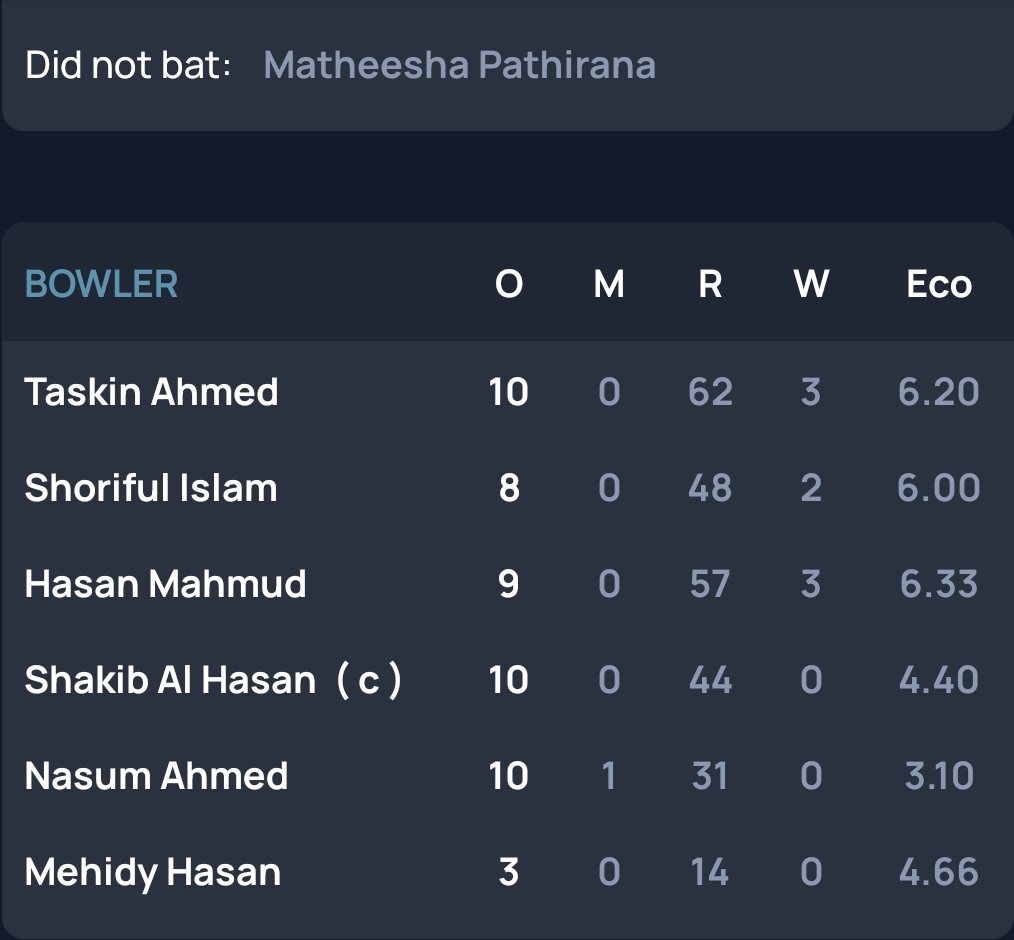 Did not bat: Matheesha Pathirana
BOWLER O M R W Eco
Taskin Ahmed 10 0 62 3 6.20
Shoriful Islam 8 0 48 2 6.00
Hasan Mahmud 9 0 57 3 6.33
Shakib Al Hasan ( c ) 10 0 44 0 4.40
Nasum Ahmed 10 1 31 0 3.10
Mehidy Hasan 3 0 14 0 4.66